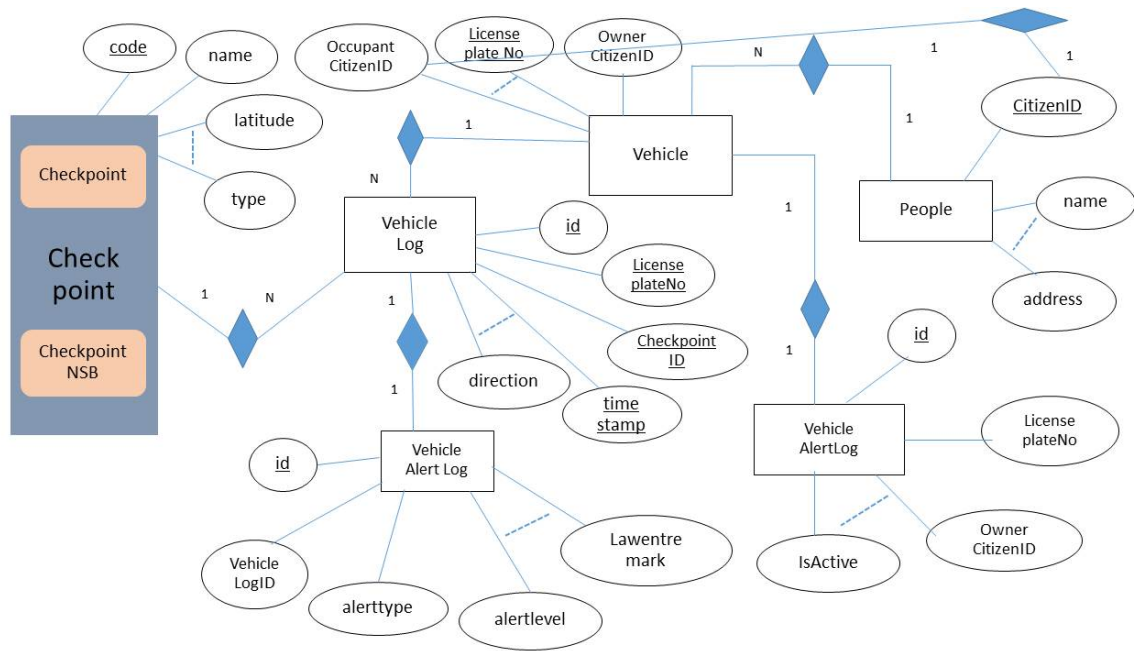 code
name
latitude
type
Checkpoint
Check
point
Checkpoint
NSB
1
N
Occupant
CitizenID
License
plate No
Owner
CitizenID
N
1
1
1
CitizenID
People
name
address
Vehicle
1
N
Vehicle
Log
id
License
plateNo
Checkpoint
ID
time
stamp
direction
1
1
Vehicle
Alert Log
id
Vehicle
LogID
alerttype
alertlevel
Lawentre
mark
1
1
Vehicle
AlertLog
id
License
plateNo
Owner
CitizenID
IsActive